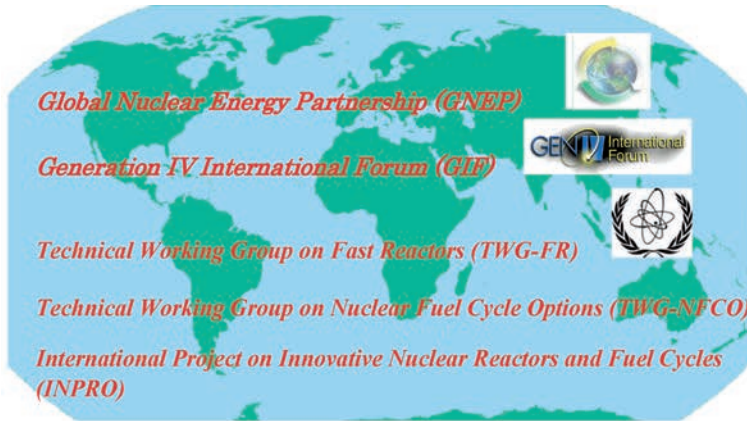 Global Nuclear Energy Partnership (GNEP)
GEN IV International
Forum
Generation IV International Forum (GIF)
Technical Working Group on Fast Reactors (TWG-FR)
Technical Working Group on Nuclear Fuel Cycle Options (TWG-NFCO)
International Project on Innovative Nuclear Reactors and Fuel Cycles
(INPRO)